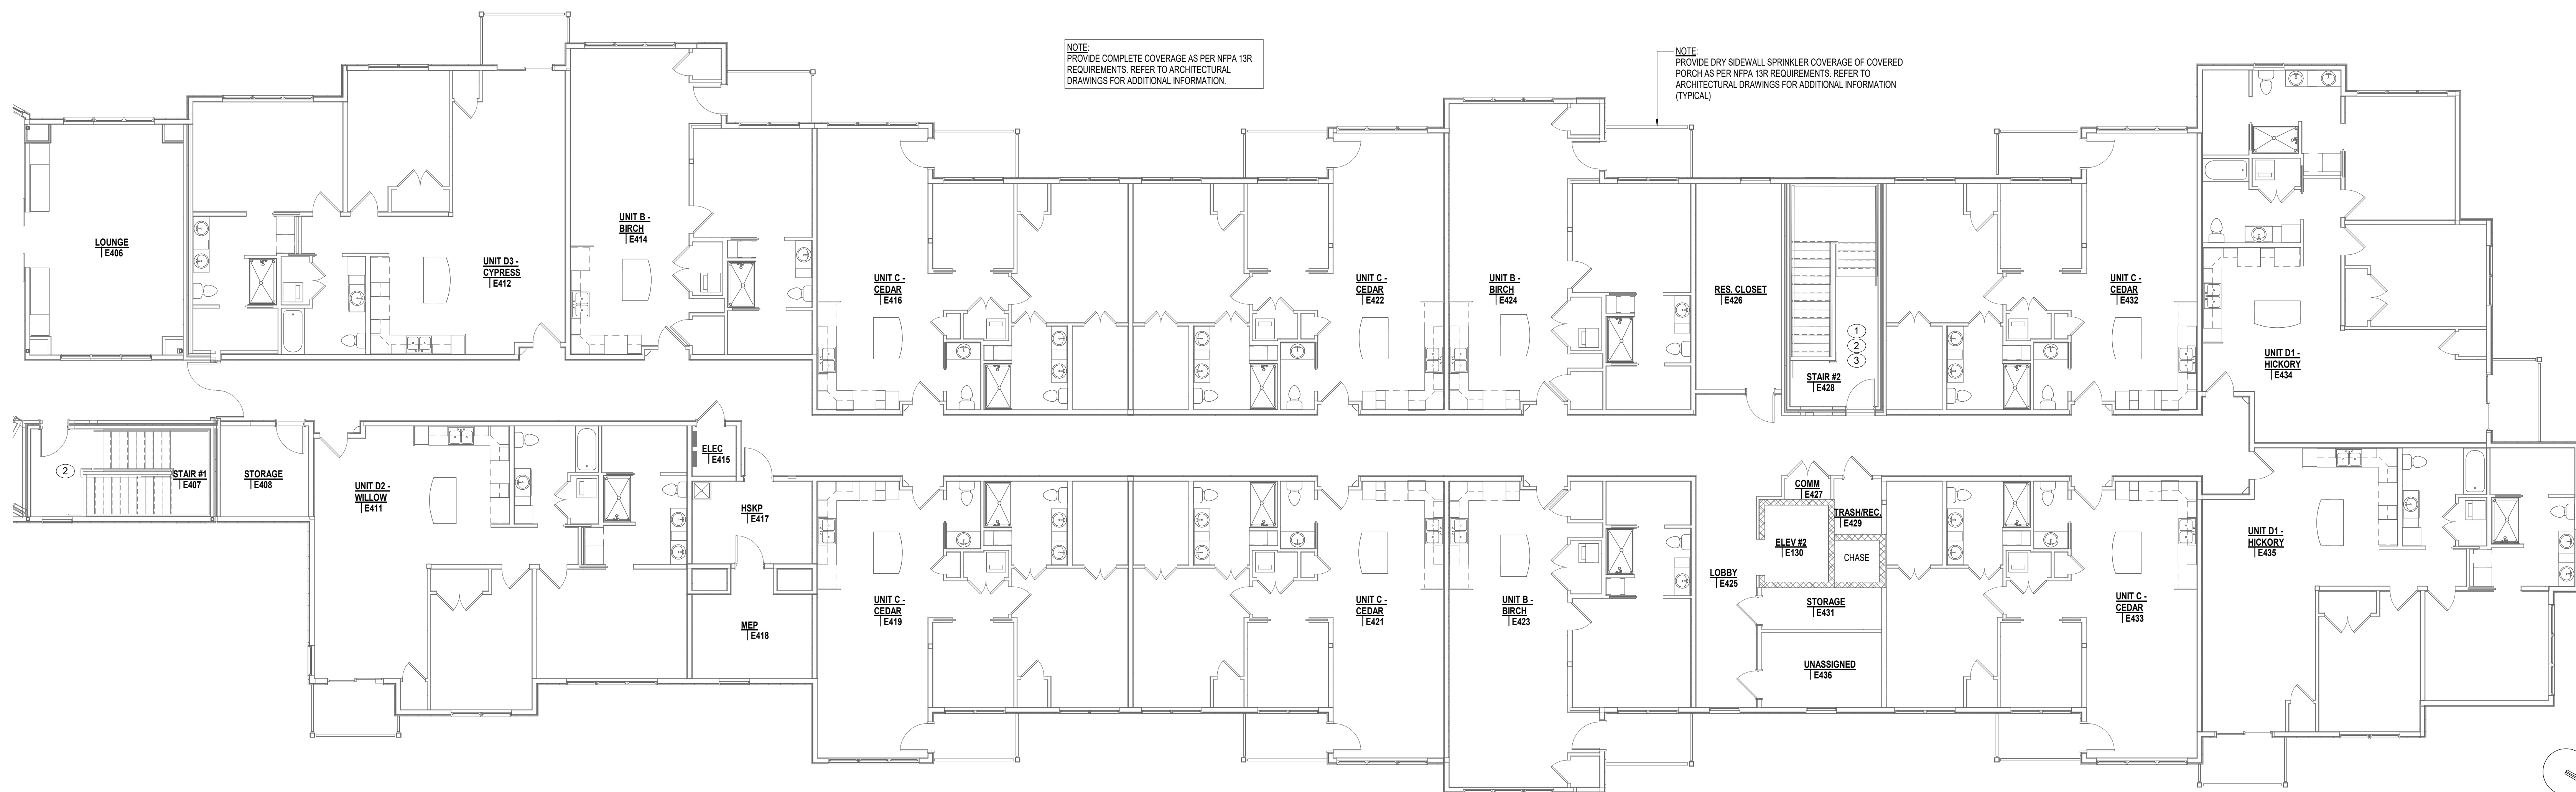 NOTE:
PROVIDE COMPLETE COVERAGE AS PER NFPA 13R
REQUIREMENTS. REFER TO ARCHITECTURAL
DRAWINGS FOR ADDITIONAL INFORMATION.
NOTE:
PROVIDE DRY SIDEWALL SPRINKLER COVERAGE OF COVERED
PORCH AS PER NFPA 13R REQUIREMENTS. REFER TO
ARCHITECTURAL DRAWINGS FOR ADDITIONAL INFORMATION
(TYPICAL)
LOUNGE
E406
UNIT D3 -
CYPRESS
E412
UNIT B -
BIRCH
E414
UNIT C -
CEDAR
E416
UNIT C -
CEDAR
E422
UNIT B -
BIRCH
E424
RES. CLOSET
E426
1
2
3
STAIR #2
E428
UNIT C -
CEDAR
E432
UNIT D1 -
HICKORY
E434
2
STAIR #1
E407
STORAGE
E408
UNIT D2 -
WILLOW
E411
ELEC
E415
HSKP
E417
MEP
E418
UNIT C -
CEDAR
E419
UNIT C -
CEDAR
E421
UNIT B -
BIRCH
E423
LOBBY
E425
COMM
E427
TRASH/REC.
E429
ELEV #2
E130
CHASE
STORAGE
E431
UNASSIGNED
E436
UNIT C -
CEDAR
E433
UNIT D1 -
HICKORY
E435